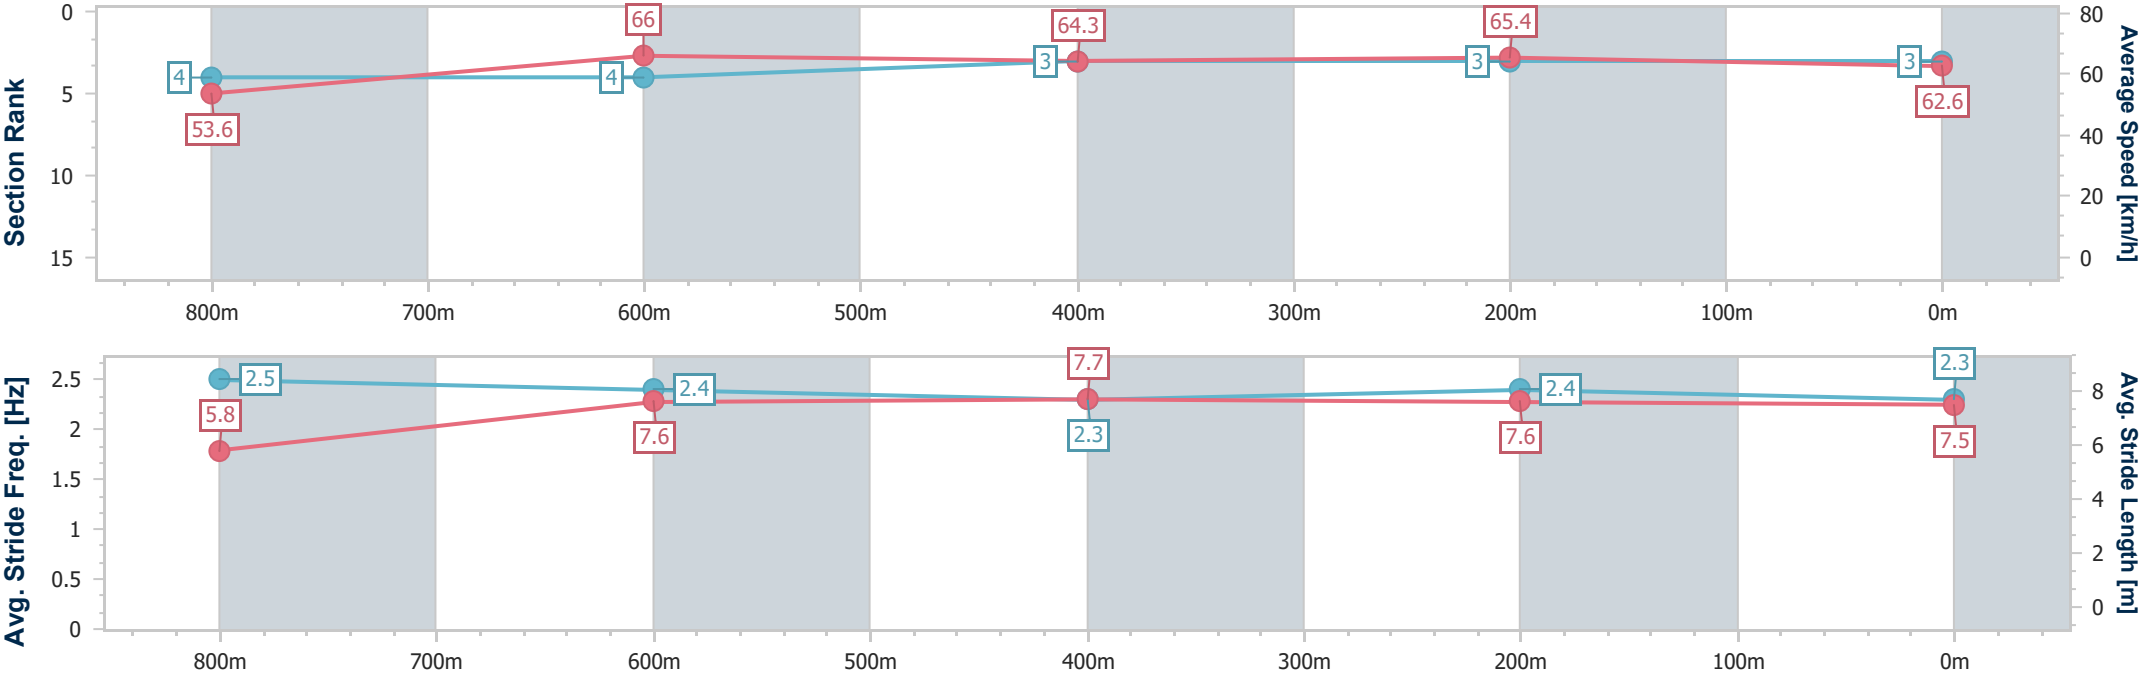 Section Rank
0
5
10
15
66
64.3
65.4
4
4
3
3
3
53.6
62.6
80
60
40
20
0
Average Speed [km/h]
800m
700m
600m
500m
400m
300m
200m
100m
0m
Avg. Stride Freq. [Hz]
2.5
2
1.5
1
0.5
0
2.5
5.8
2.4
7.6
7.7
2.3
2.4
7.6
2.3
7.5
8
6
4
2
0
Avg. Stride Length [m]
800m
700m
600m
500m
400m
300m
200m
100m
0m